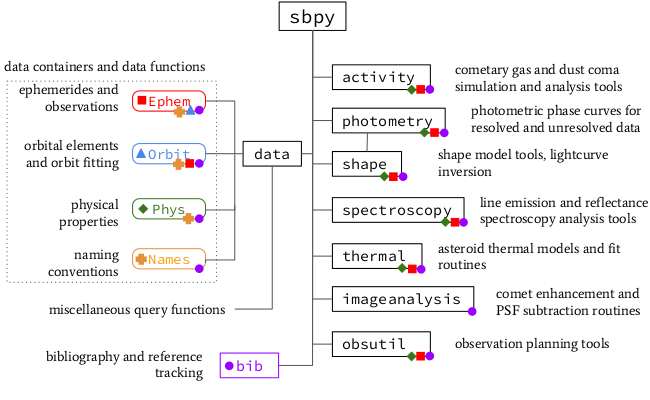 sbpy
data containers and data functions
ephemerides and
observations
Ephem
orbital elements
and orbit fitting
Orbit
physical
properties
Phys
naming
conventions
Names
data
miscellaneous query functions
bibliography and reference
tracking
bib
activity
cometary gas and dust coma
simulation and analysis tools
photometry
photometric phase curves for
resolved and unresolved data
shape
shape model tools, lightcurve
inversion
spectroscopy
line emission and reflectance
spectroscopy analysis tools
thermal
asteroid thermal models and fit
routines
imageanalysis
comet enhancement and
PSF subtraction routines
obsutil
observation planning tools